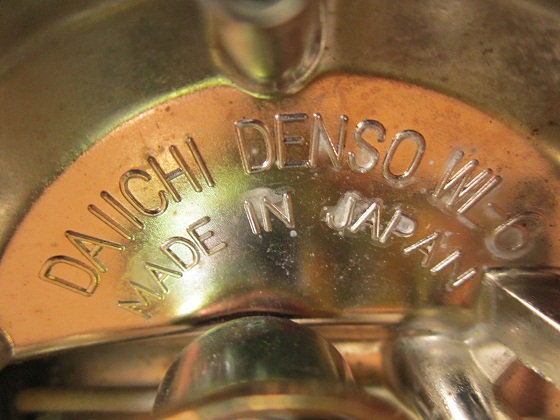 DAIICHI DENSO WL-6
MADE IN JAPAN